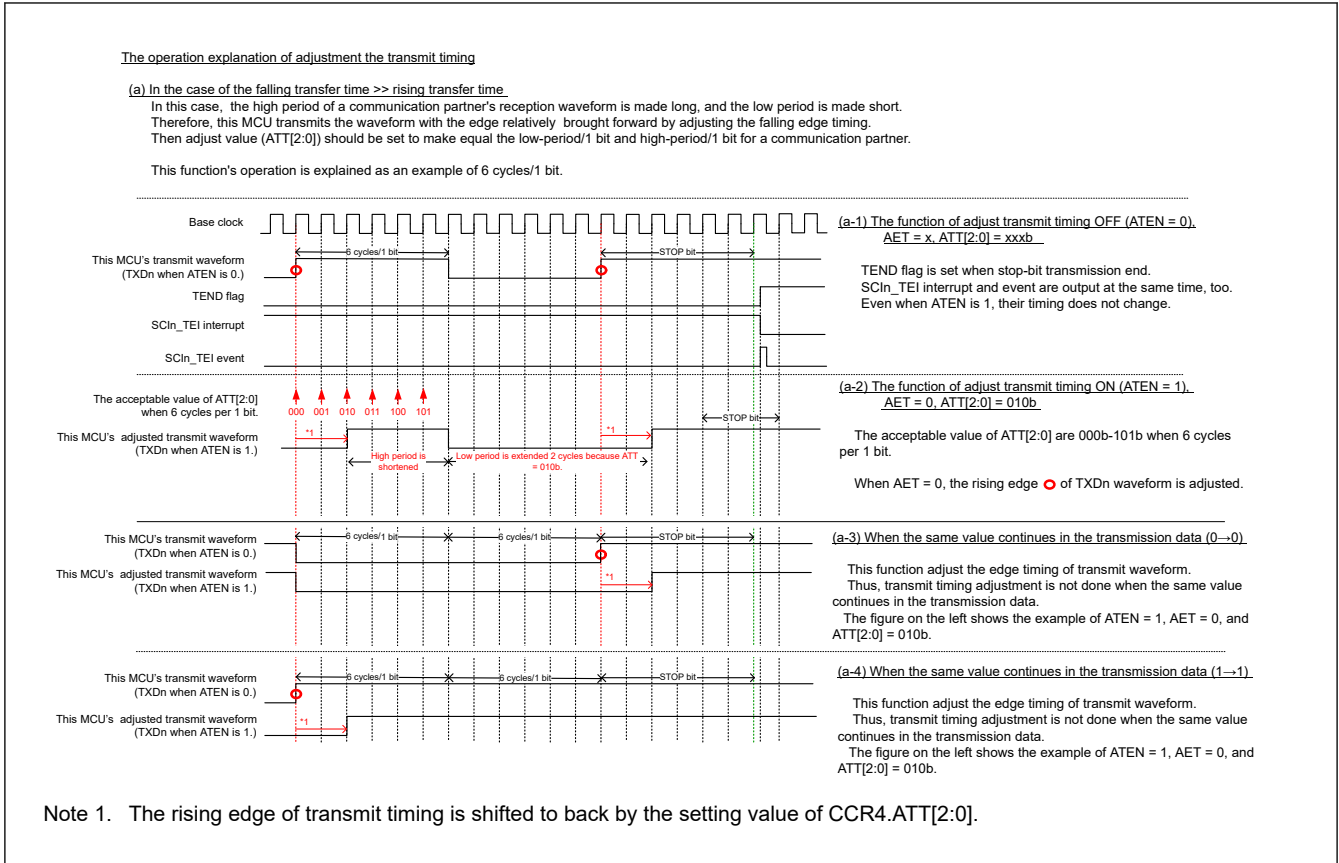 The operation explanation of adjustment the transmit timing
(a) In the case of the falling transfer time >> rising transfer time
In this case, the high period of a communication partner's reception waveform is made long, and the low period is made short.
Therefore, this MCU transmits the waveform with the edge relatively brought forward by adjusting the falling edge timing.
Then adjust value (ATT[2:0]) should be set to make equal the low-period/1 bit and high-period/1 bit for a communication partner.
This function's operation is explained as an example of 6 cycles/1 bit.
Base clock
6 cycles/1 bit
STOP bit
This MCU's transmit waveform
(TXDn when ATEN is 0.)
TEND flag
SCIn_TEI interrupt
SCIn_TEI event
(a-1) The function of adjust transmit timing OFF (ATEN = 0),
AET = x, ATT[2:0] = xxxb
TEND flag is set when stop-bit transmission end.
SCIn_TEI interrupt and event are output at the same time, too.
Even when ATEN is 1, their timing does not change.
The acceptable value of ATT[2:0]
when 6 cycles per 1 bit.
000 001 010 011 100 101
STOP bit
This MCU's adjusted transmit waveform
(TXDn when ATEN is 1.)
*1
*1
High period is
shortened
Low period is extended 2 cycles because ATT
= 010b.
(a-2) The function of adjust transmit timing ON (ATEN = 1),
AET = 0, ATT[2:0] = 010b
The acceptable value of ATT[2:0] are 000b-101b when 6 cycles
per 1 bit.
When AET = 0, the rising edge of TXDn waveform is adjusted.
This MCU's transmit waveform
(TXDn when ATEN is 0.)
6 cycles/1 bit
6 cycles/1 bit
STOP bit
This MCU's adjusted transmit waveform
(TXDn when ATEN is 1.)
*1
(a-3) When the same value continues in the transmission data (0→0)
This function adjust the edge timing of transmit waveform.
Thus, transmit timing adjustment is not done when the same value
continues in the transmission data.
The figure on the left shows the example of ATEN = 1, AET = 0, and
ATT[2:0] = 010b.
This MCU's transmit waveform
(TXDn when ATEN is 0.)
6 cycles/1 bit
6 cycles/1 bit
STOP bit
This MCU's adjusted transmit waveform
(TXDn when ATEN is 1.)
*1
(a-4) When the same value continues in the transmission data (1→1)
This function adjust the edge timing of transmit waveform.
Thus, transmit timing adjustment is not done when the same value
continues in the transmission data.
The figure on the left shows the example of ATEN = 1, AET = 0, and
ATT[2:0] = 010b.
Note 1. The rising edge of transmit timing is shifted to back by the setting value of CCR4.ATT[2:0].